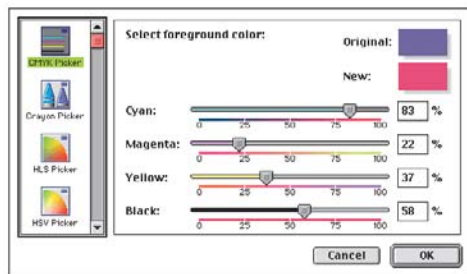 Select foreground color:
Original:
New:
CMYK Picker
Crayon Picker
HLS Picker
HSV Picker
Cyan: 83 %
0 25 50 75 100
Magenta: 22 %
0 25 50 75 100
Yellow: 37 %
0 25 50 75 100
Black: 58 %
0 25 50 75 100
Cancel OK